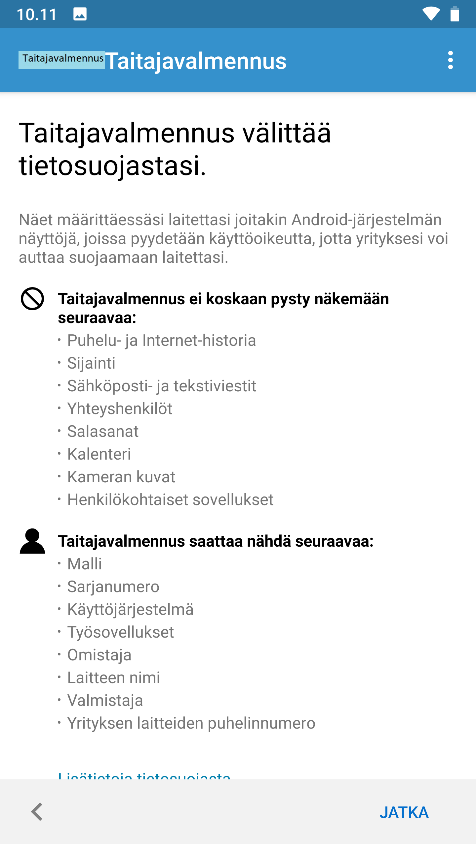 10.11
Taitajavalmennus Taitajavalmennus
Taitajavalmennus välittää
tietosuojastasi.
Näet määrittäessäsi laitettasi joitakin Android-järjestelmän
näyttöjä, joissa pyydetään käyttöoikeutta, jotta yrityksesi voi
auttaa suojaamaan laitettasi.
Taitajavalmennus ei koskaan pysty näkemään
seuraavaa:
· Puhelu- ja Internet-historia
· Sijainti
· Sähköposti- ja tekstiviestit
· Yhteyshenkilöt
· Salasanat
· Kalenteri
· Kameran kuvat
· Henkilökohtaiset sovellukset
Taitajavalmennus saattaa nähdä seuraavaa:
· Malli
· Sarjanumero
· Käyttöjärjestelmä
· Työsovellukset
· Omistaja
· Laitteen nimi
· Valmistaja
· Yrityksen laitteiden puhelinnumero
Lisätietoja tietosuojasta
JATKA